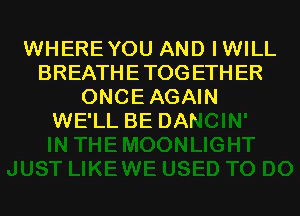 WHERE YOU AND I WILL
BREATHE TOGETHER
ONCE AGAIN
WE'LL BE DANCIN'
IN THE MOONLIGHT
JUST LIKE WE USED TO DO